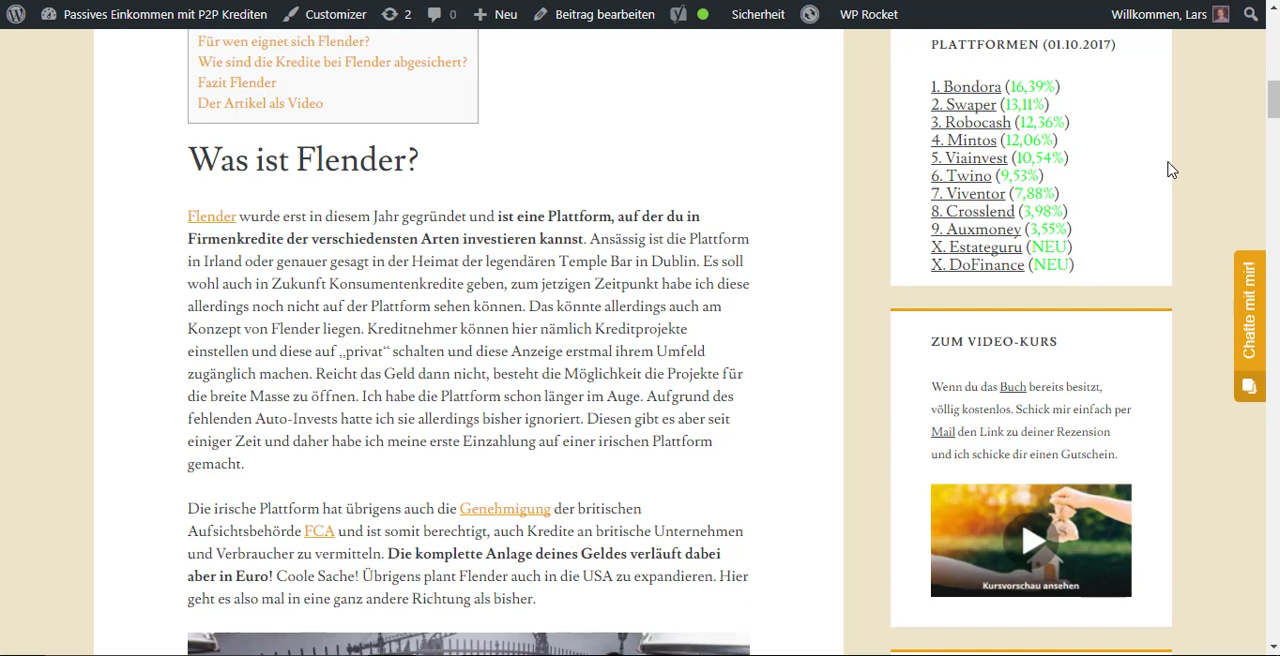 Passives Einkommen mit P2P Krediten Customizer 2 0 Neu Beitrag bearbeiten Sicherheit WP Rocket Willkommen, Lars
Für wen eignet sich Flender?
Wie sind die Kredite bei Flender abgesichert?
Fazit Flender
Der Artikel als Video
Was ist Flender?
Flender wurde erst in diesem Jahr gegründet und ist eine Plattform, auf der du in
Firmenkredite der verschiedensten Arten investieren kannst. Ansässig ist die Plattform
in Irland oder genauer gesagt in der Heimat der legendären Temple Bar in Dublin. Es soll
wohl auch in Zukunft Konsumentenkredite geben, zum jetzigen Zeitpunkt habe ich diese
allerdings noch nicht auf der Plattform sehen können. Das könnte allerdings auch am
Konzept von Flender liegen. Kreditnehmer können hier nämlich Kreditprojekte
einstellen und diese auf „privat“ schalten und diese Anzeige erstmal ihrem Umfeld
zugänglich machen. Reicht das Geld dann nicht, besteht die Möglichkeit die Projekte für
die breite Masse zu öffnen. Ich habe die Plattform schon länger im Auge. Aufgrund des
fehlenden Auto-Invests hatte ich sie allerdings bisher ignoriert. Diesen gibt es aber seit
einiger Zeit und daher habe ich meine erste Einzahlung auf einer irischen Plattform
gemacht.
Die irische Plattform hat übrigens auch die Genehmigung der britischen
Aufsichtsbehörde FCA und ist somit berechtigt, auch Kredite an britische Unternehmen
und Verbraucher zu vermitteln. Die komplette Anlage deines Geldes verläuft dabei
aber in Euro! Coole Sache! Übrigens plant Flender auch in die USA zu expandieren. Hier
geht es also mal in eine ganz andere Richtung als bisher.
PLATTFORMEN (01.10.2017)
1. Bondora (16,39%)
2. Swaper (13,11%)
3. Robocash (12,36%)
4. Mintos (12,06%)
5. Viainvest (10,54%)
6. Twino (9,53%)
7. Viventor (7,88%)
8. Crosslend (3,98%)
9. Auxmoney (3,55%)
X. Estateguru (NEU)
X. DoFinance (NEU)
ZUM VIDEO-KURS
Wenn du das Buch bereits besitzt,
völlig kostenlos. Schick mir einfach per
Mail den Link zu deiner Rezension
und ich schicke dir einen Gutschein.
Kursvorschau ansehen
Chatte mit mir!